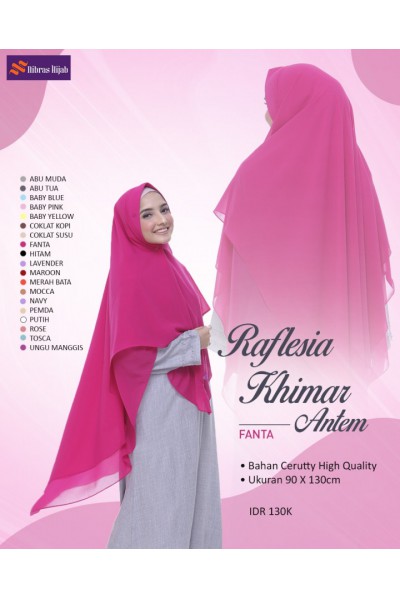 Nibras Hijab
ABU MUDA
ABU TUA
BABY BLUE
BABY PINK
BABY YELLOW
COKLAT KOPI
COKLAT SUSU
FANTA
HITAM
LAVENDER
MAROON
MERAH BATA
MOCCA
NAVY
PEMDA
PUTIH
ROSE
TOSCA
UNGU MANGGIS
Raflesia
Khimar
Antem
FANTA
• Bahan Cerutty High Quality
• Ukuran 90 X 130cm
IDR 130K